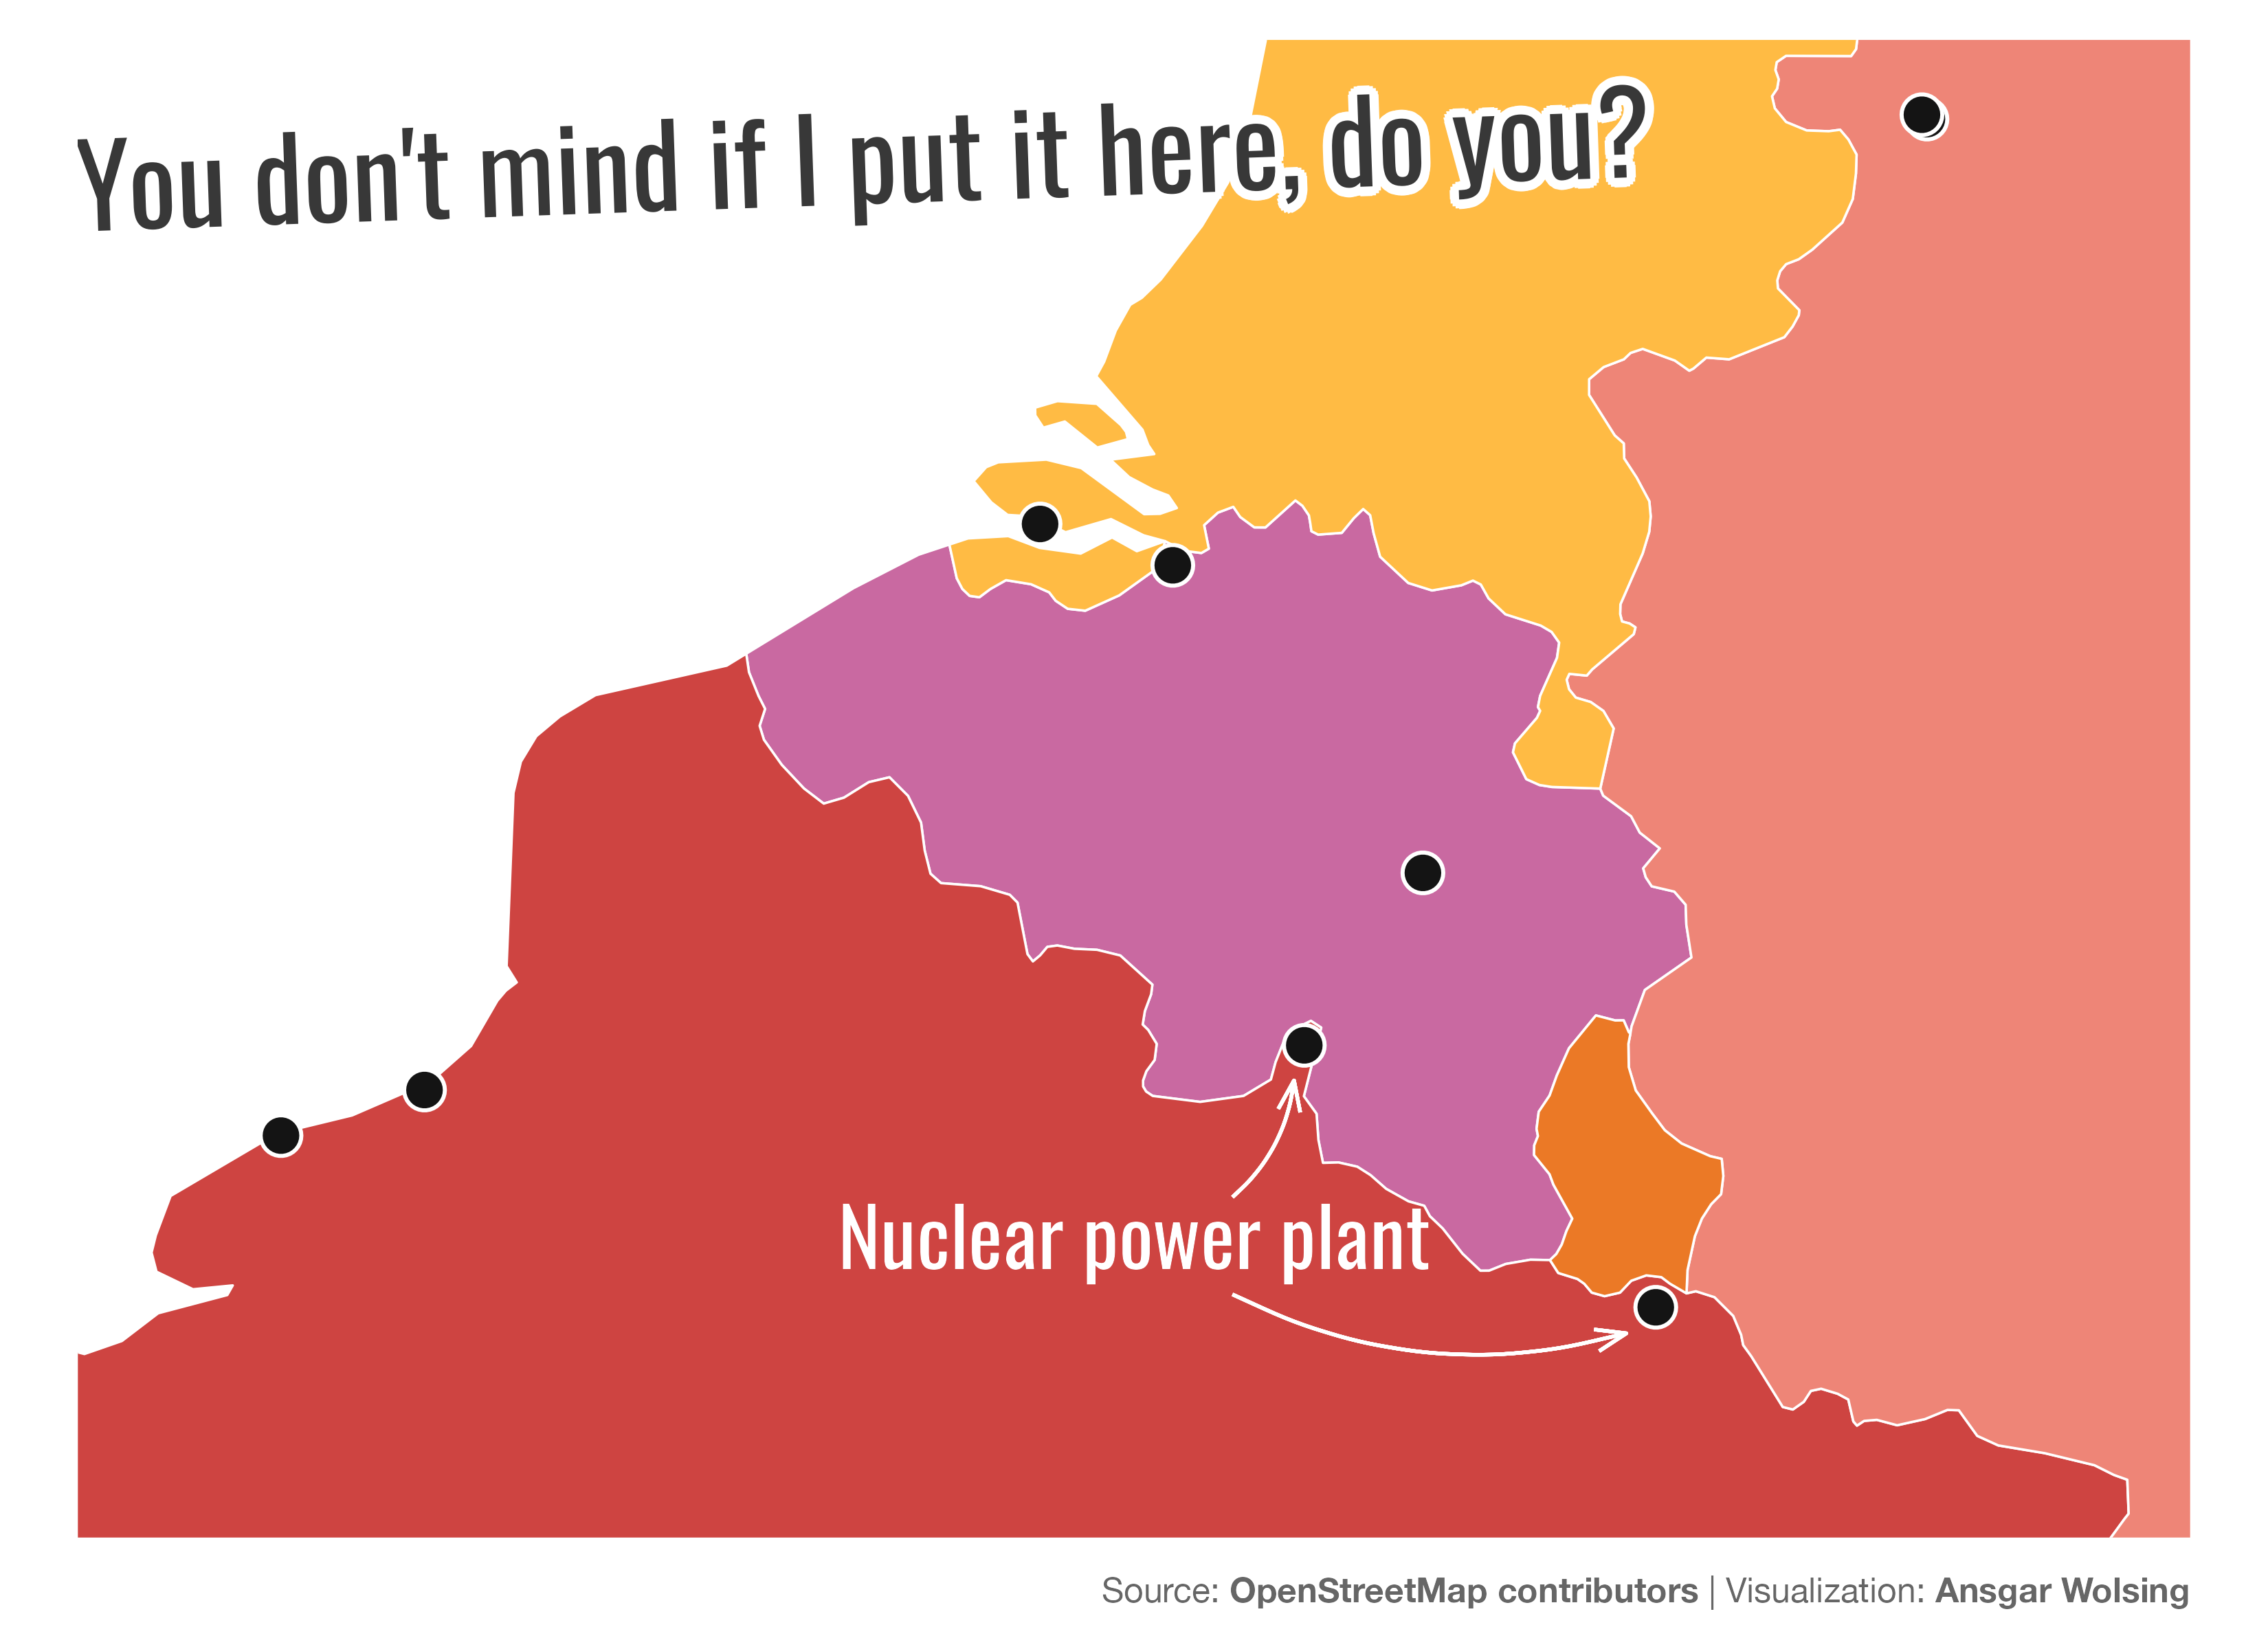 You don't mind if I put it here, do you?
Nuclear power plant
Source: OpenStreetMap contributors | Visualization: Ansgar Wolsing